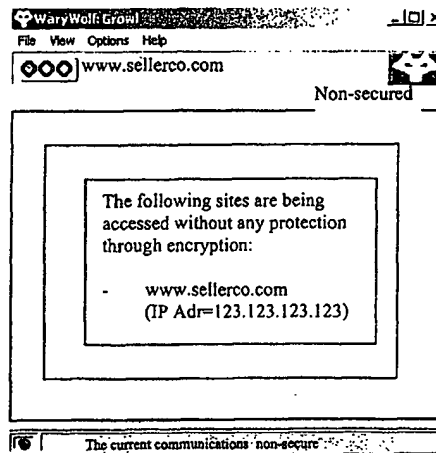 WaryWolf: Growl
File View Options Help
www.sellerco.com
Non-secured
The following sites are being
accessed without any protection
through encryption:
- www.sellerco.com
(IP Adr=123.123.123.123)
The current communications non-secure